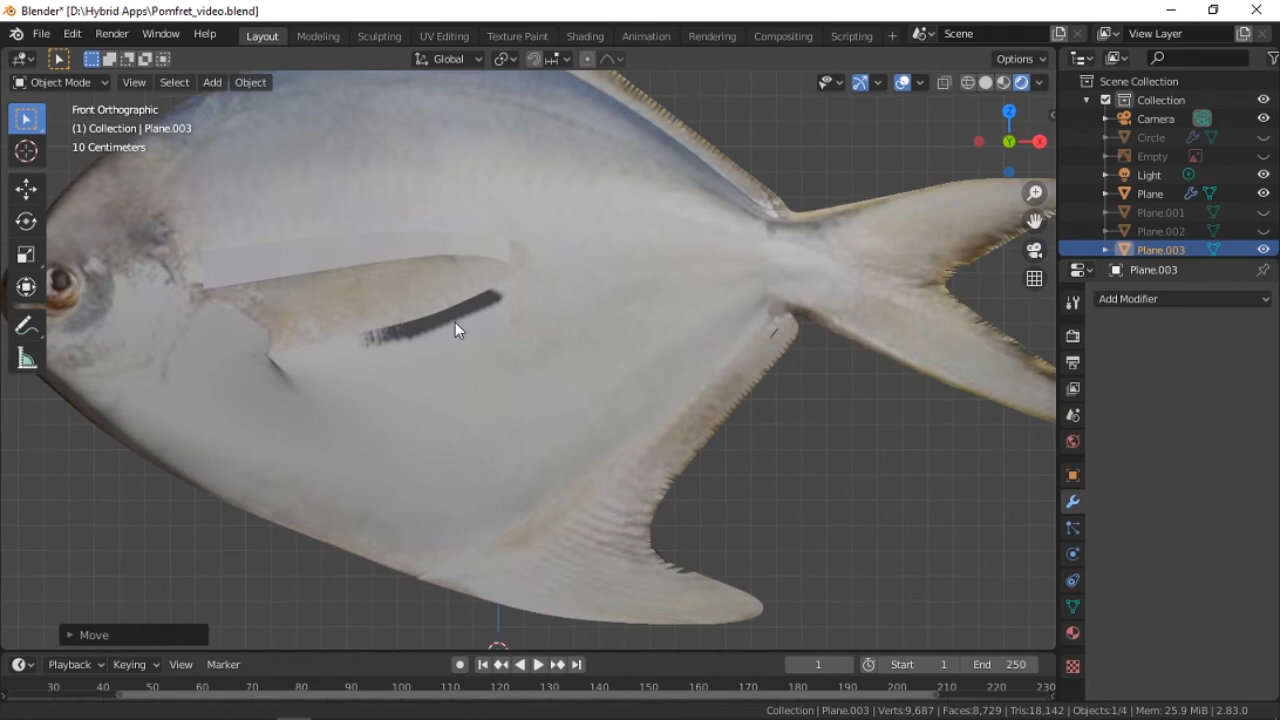 Blender* [D:\Hybrid Apps\Pomfret_video.blend]
File Edit Render Window Help Layout Modeling Sculpting UV Editing Texture Paint Shading Animation Rendering Compositing Scripting + Scene View Layer
Global Options
Object Mode View Select Add Object
Front Orthographic
(1) Collection | Plane.003
10 Centimeters
Z
Y
X
Scene Collection
Collection
Camera
Circle
Empty
Light
Plane
Plane.001
Plane.002
Plane.003
Plane.003
Add Modifier
Move
Playback Keying View Marker 1 Start 1 End 250
30 40 50 60 70 80 90 100 110 120 130 140 150 160 170 180 190 200 210 220 230
Collection | Plane.003 | Verts:9,687 | Faces:8,729 | Tris:18,142 | Objects:1/4 | Mem: 25.9 MiB | 2.83.0